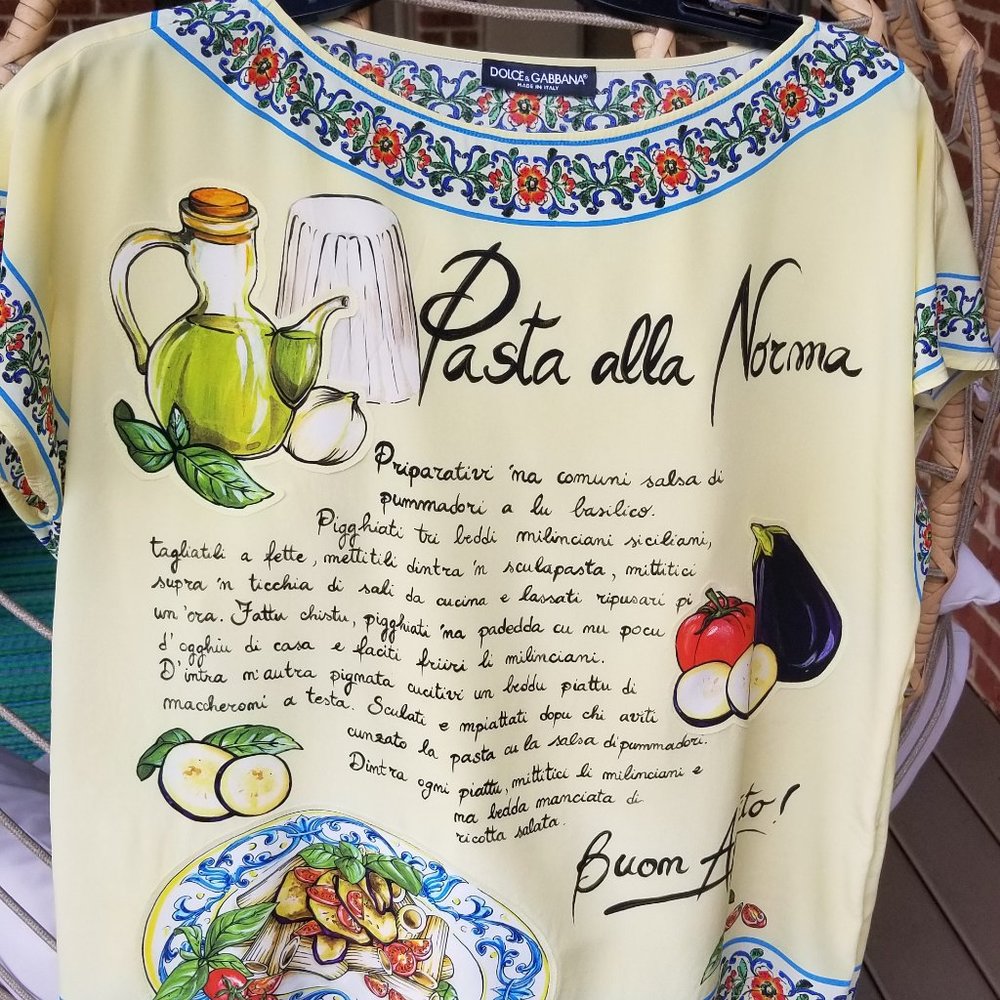 DOLCE & GABBANA®
MADE IN ITALY
Pasta alla Norma
Priparativi 'na comuni salsa di
pummadori a lu basilico.
Pigghiati tri beddi milinciani siciliani,
tagliatili a fette, mettitili dintra 'n sculapasta, mittitici
supra 'n ticchia di sali da cucina e lassati ripusari pi
un'ora. Fattu chistu, pigghiati 'na padedda cu nu pocu
d'ogghiu di casa e faciti friiri li milinciani.
D'intra n'autra pignata cucitivi un beddu piattu di
maccheroni a testa. Sculati e mpiattati dopu chi aviti
cunzato la pasta cu la salsa di pummadori.
Dintra ogni piattu, mittitici li milinciani e
na bedda manciata di
ricotta salata.
Buon A ito!